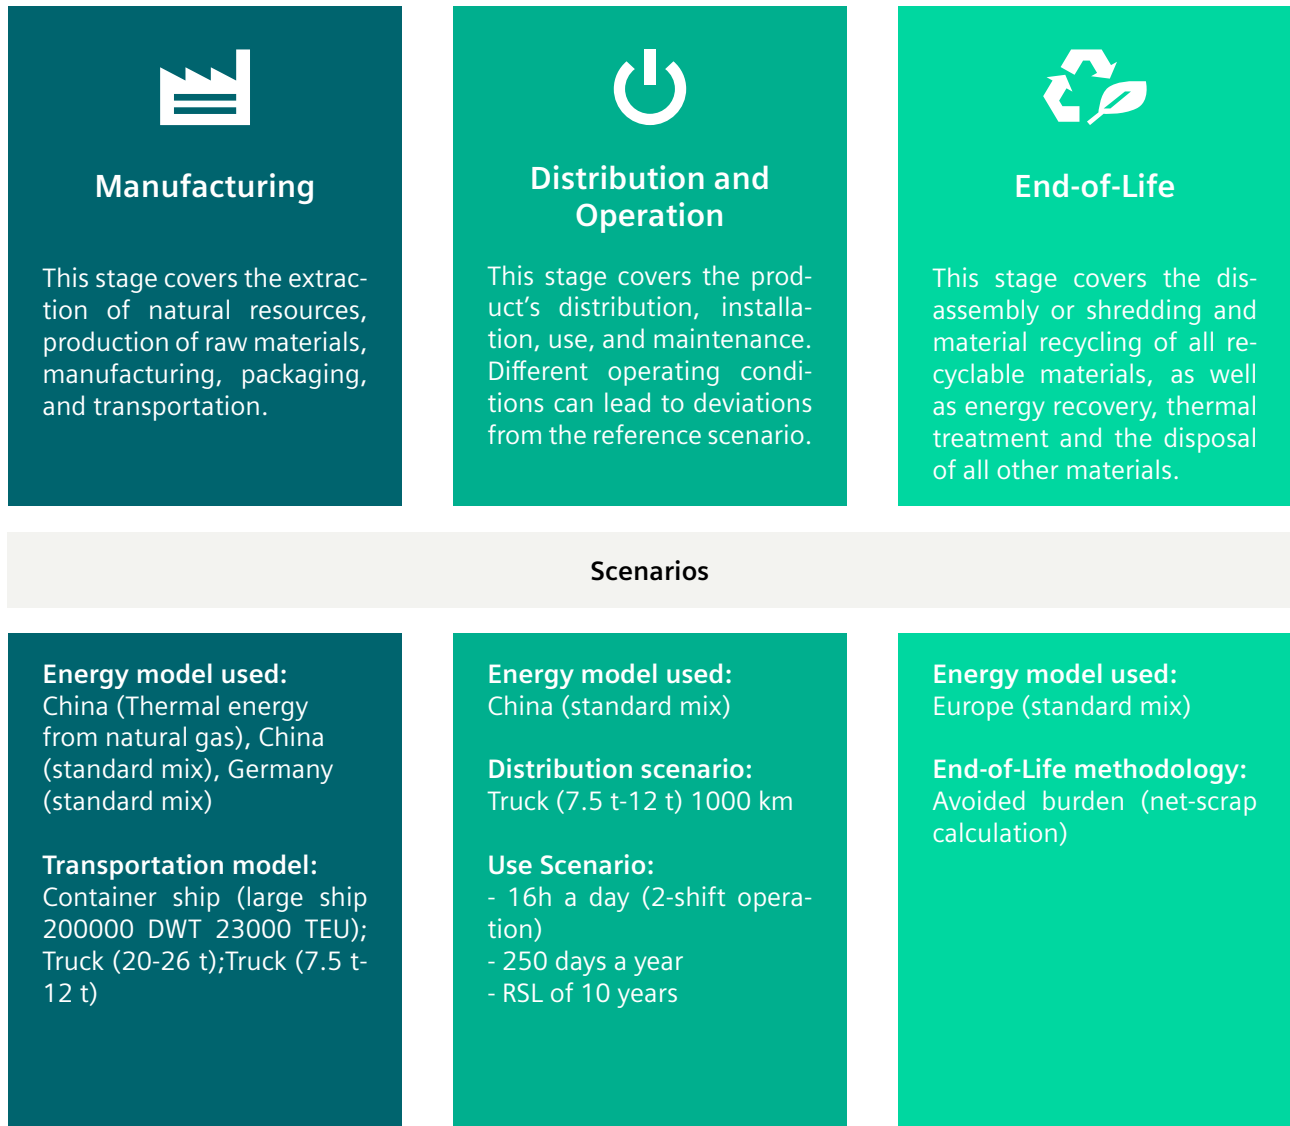 Manufacturing
This stage covers the extrac-
tion of natural resources,
production of raw materials,
manufacturing, packaging,
and transportation.
Distribution and
Operation
This stage covers the prod-
uct's distribution, installa-
tion, use, and maintenance.
Different operating condi-
tions can lead to deviations
from the reference scenario.
End-of-Life
This stage covers the dis-
assembly or shredding and
material recycling of all re-
cyclable materials, as well
as energy recovery, thermal
treatment and the disposal
of all other materials.
Scenarios
Energy model used:
China (Thermal energy
from natural gas), China
(standard mix), Germany
(standard mix)
Transportation model:
Container ship (large ship
200000 DWT 23000 TEU);
Truck (20-26 t);Truck (7.5 t-
12 t)
Energy model used:
China (standard mix)
Distribution scenario:
Truck (7.5 t-12 t) 1000 km
Use Scenario:
- 16h a day (2-shift opera-
tion)
- 250 days a year
- RSL of 10 years
Energy model used:
Europe (standard mix)
End-of-Life methodology:
Avoided burden (net-scrap
calculation)